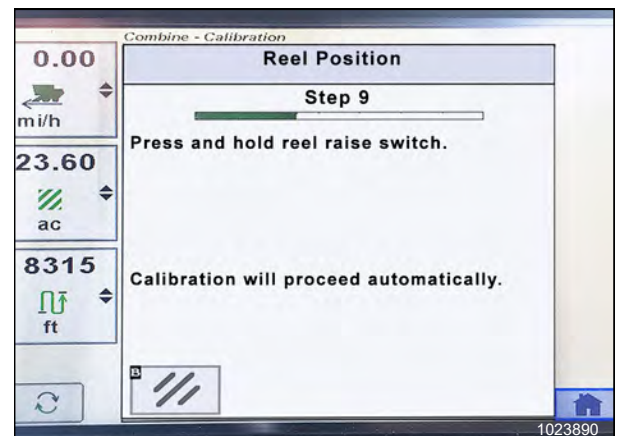 Combine - Calibration
Reel Position
0.00
mi/h
23.60
ac
8315
ft
Step 9
Press and hold reel raise switch.
Calibration will proceed automatically.
B
1023890